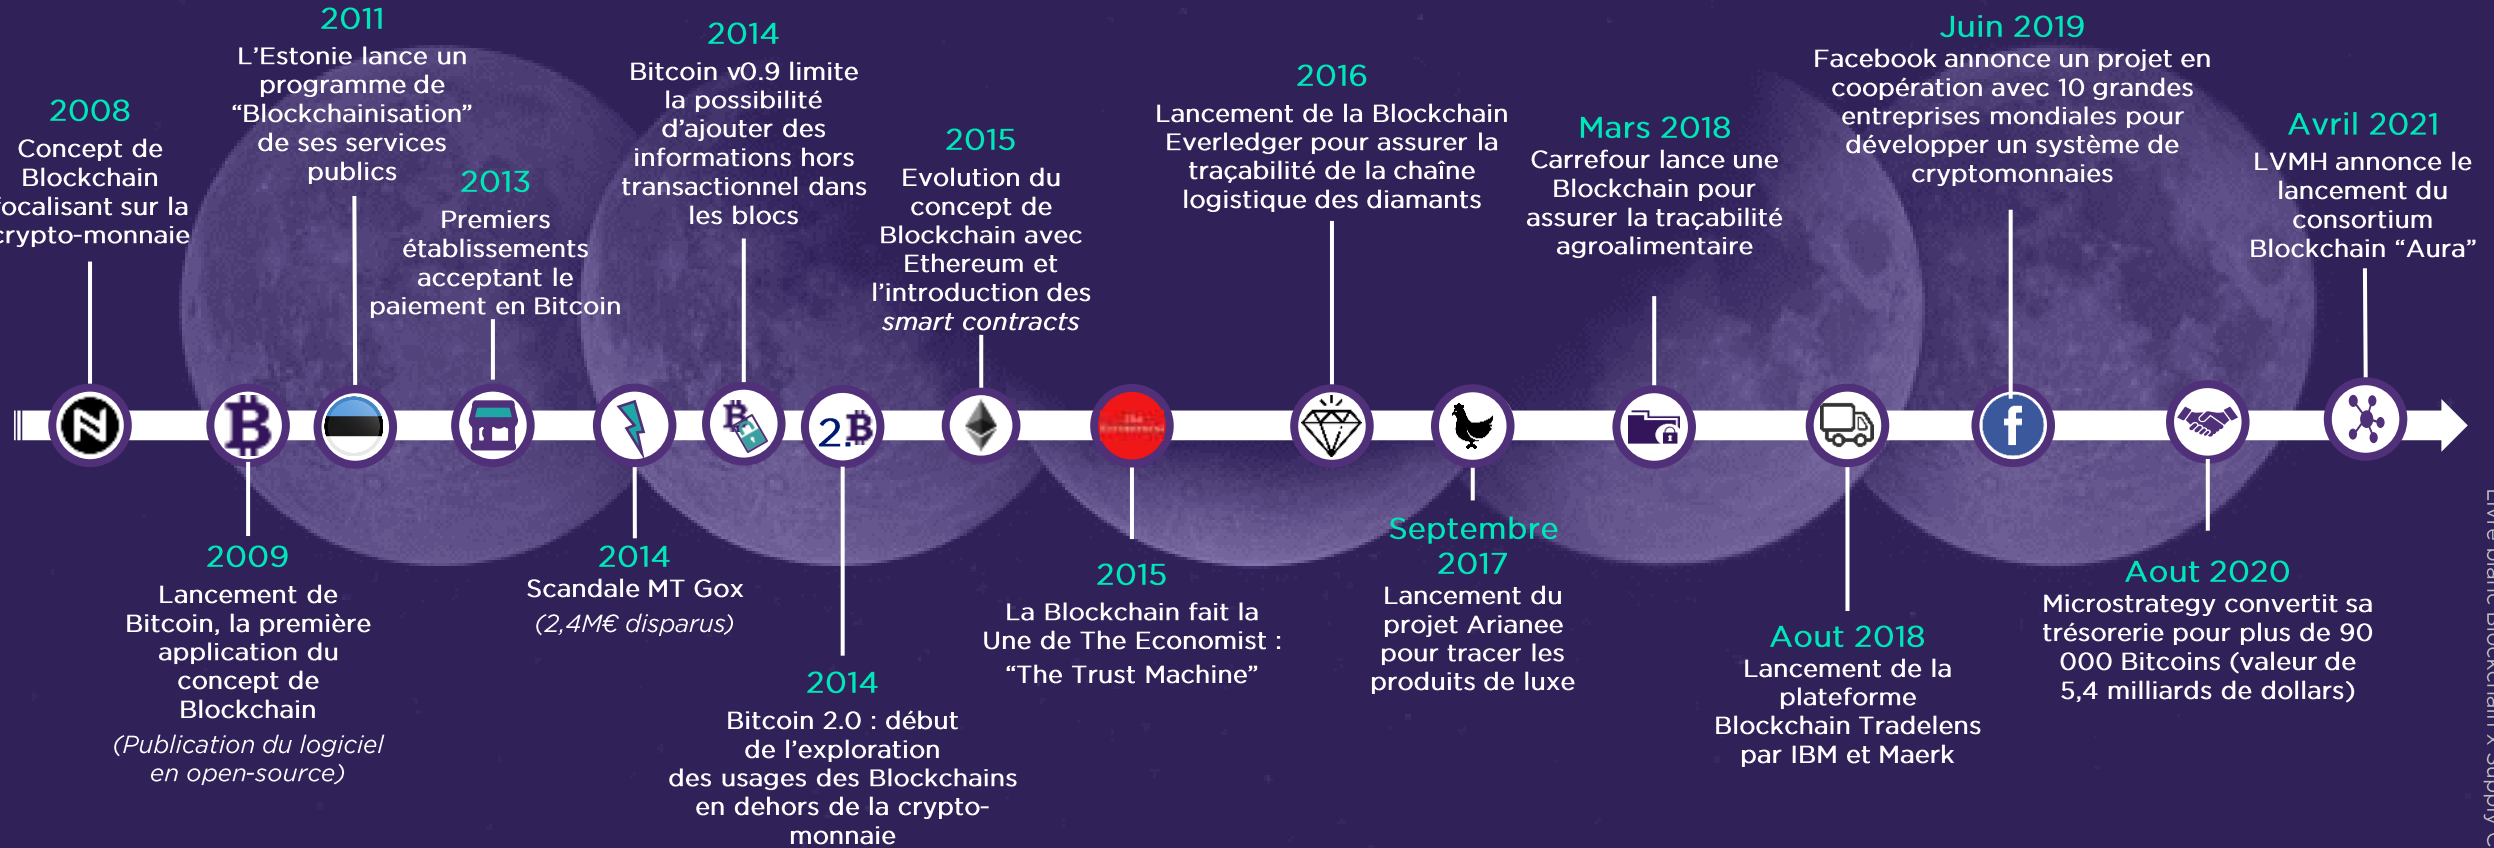 2008
Concept de
Blockchain
focalisant sur la
crypto-monnaie
2009
Lancement de
Bitcoin, la première
application du
concept de
Blockchain
(Publication du logiciel
en open-source)
2011
L’Estonie lance un
programme de
“Blockchainisation”
de ses services
publics
2013
Premiers
établissements
acceptant le
paiement en Bitcoin
2014
Scandale MT Gox
(2,4M€ disparus)
2014
Bitcoin v0.9 limite
la possibilité
d’ajouter des
informations hors
transactionnel dans
les blocs
2.
2014
Bitcoin 2.0 : début
de l’exploration
des usages des Blockchains
en dehors de la crypto-
monnaie
2015
Evolution du
concept de
Blockchain avec
Ethereum et
l’introduction des
smart contracts
2015
La Blockchain fait la
Une de The Economist :
“The Trust Machine”
2016
Lancement de la Blockchain
Everledger pour assurer la
traçabilité de la chaîne
logistique des diamants
Septembre
2017
Lancement du
projet Arianee
pour tracer les
produits de luxe
Mars 2018
Carrefour lance une
Blockchain pour
assurer la traçabilité
agroalimentaire
Aout 2018
Lancement de la
plateforme
Blockchain Tradelens
par IBM et Maerk
Juin 2019
Facebook annonce un projet en
coopération avec 10 grandes
entreprises mondiales pour
développer un système de
cryptomonnaies
Aout 2020
Microstrategy convertit sa
trésorerie pour plus de 90
000 Bitcoins (valeur de
5,4 milliards de dollars)
Avril 2021
LVMH annonce le
lancement du
consortium
Blockchain “Aura”
Livre blanc Blockchain x Supply